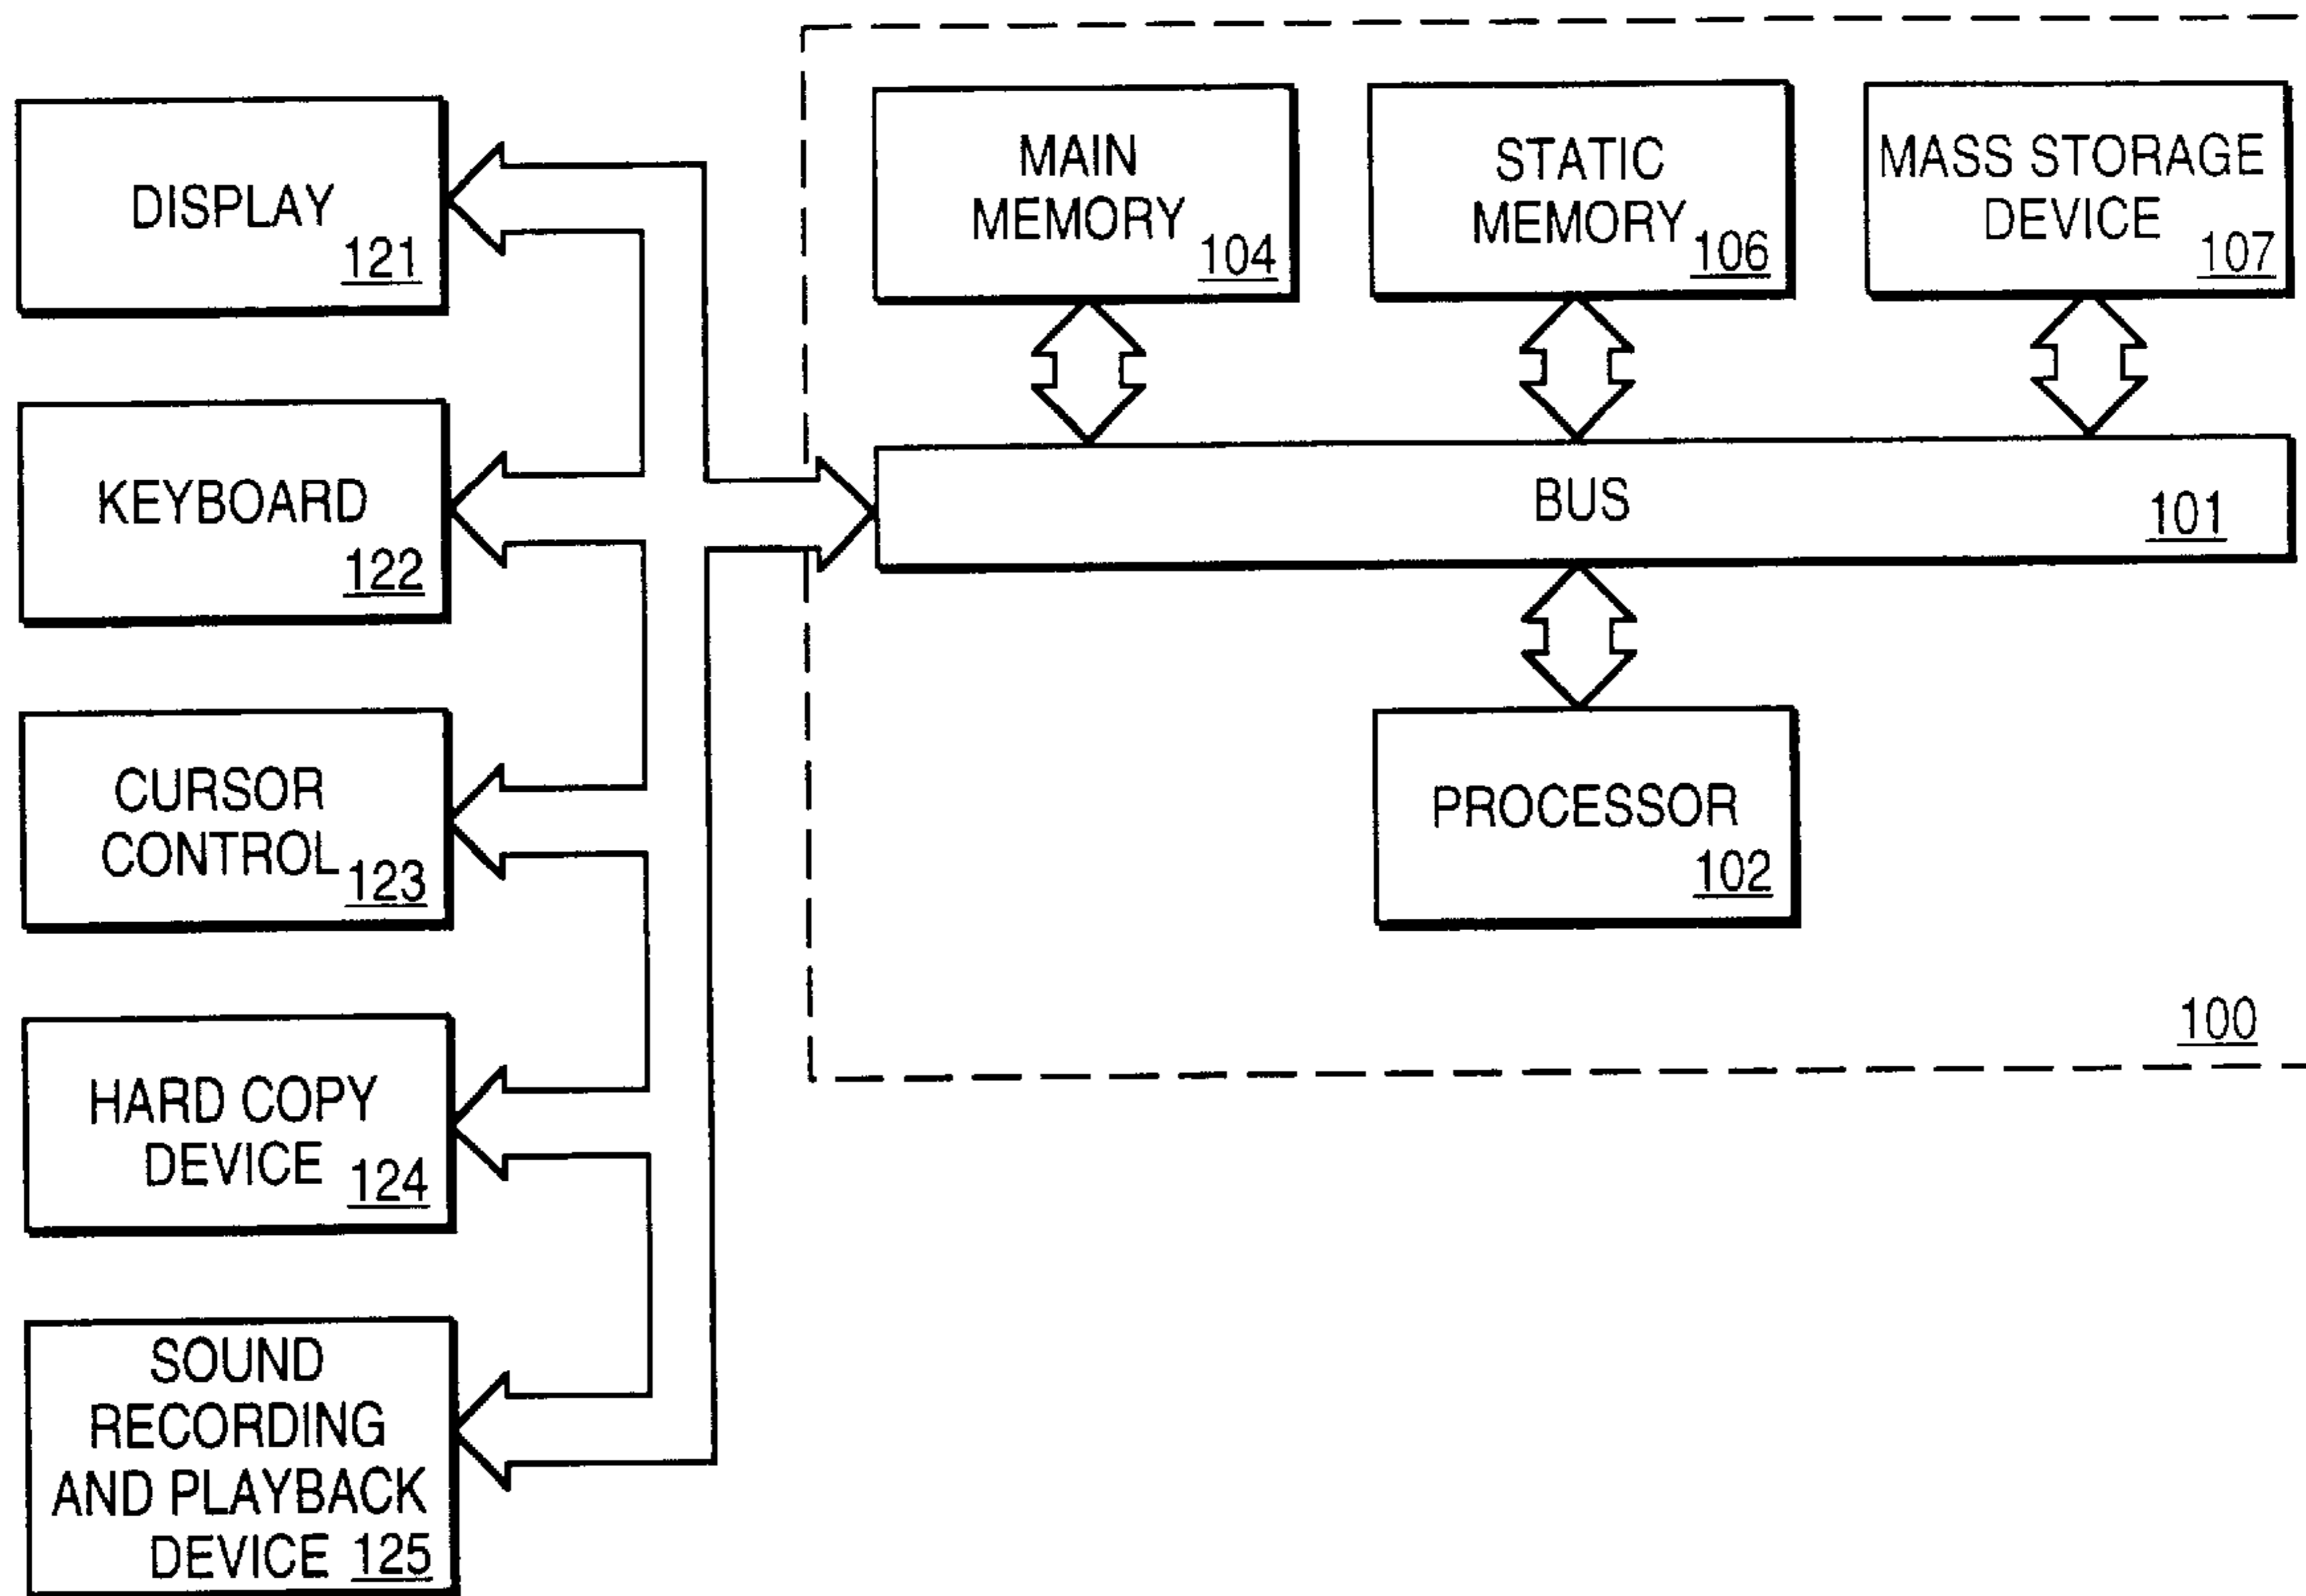 DISPLAY
121
KEYBOARD
122
CURSOR
CONTROL 123
HARD COPY
DEVICE 124
SOUND
RECORDING
AND PLAYBACK
DEVICE 125
MAIN
MEMORY 104
STATIC
MEMORY 106
MASS STORAGE
DEVICE 107
BUS 101
PROCESSOR
102
100